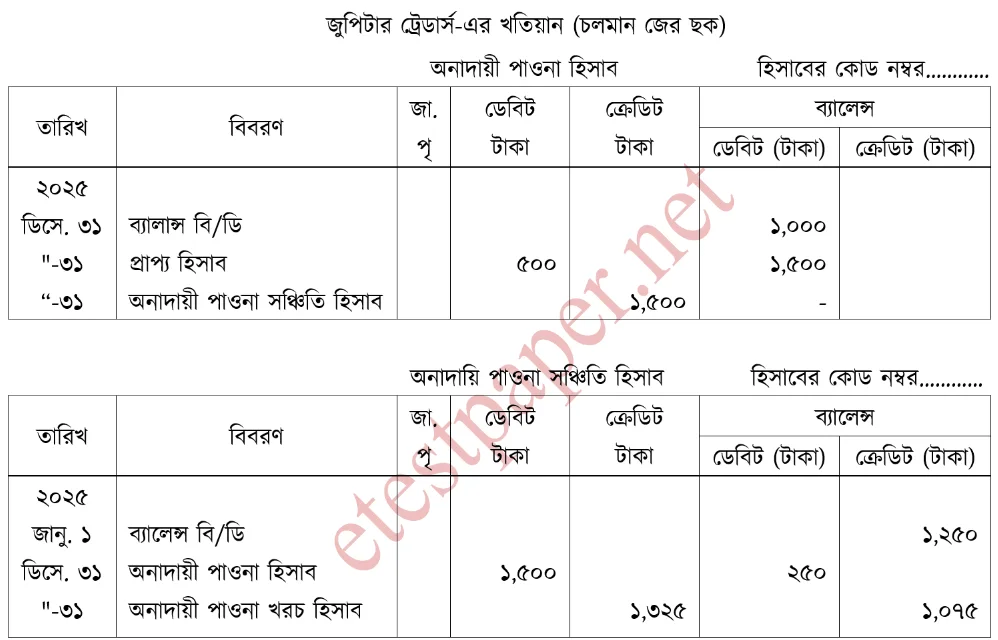 জুপিটার ট্রেডার্স-এর খতিয়ান (চলমান জের ছক)
অনাদায়ী পাওনা হিসাব হিসাবের কোড নম্বর............
তারিখ বিবরণ জা. পৃ ডেবিট টাকা ক্রেডিট টাকা ব্যালেন্স
ডেবিট (টাকা) ক্রেডিট (টাকা)
২০২৫
ডিসে. ৩১ ব্যালান্স বি/ডি ১,০০০
"-৩১ প্রাপ্য হিসাব ৫০০ ১,৫০০
“-৩১ অনাদায়ী পাওনা সঞ্চিতি হিসাব ১,৫০০ -
অনাদায়ি পাওনা সঞ্চিতি হিসাব হিসাবের কোড নম্বর............
তারিখ বিবরণ জা. পৃ ডেবিট টাকা ক্রেডিট টাকা ব্যালেন্স
ডেবিট (টাকা) ক্রেডিট (টাকা)
২০২৫
জানু. ১ ব্যালেন্স বি/ডি ১,২৫০
ডিসে. ৩১ অনাদায়ী পাওনা হিসাব ১,৫০০ ২৫০
"-৩১ অনাদায়ী পাওনা খরচ হিসাব ১,৩২৫ ১,০৭৫
etestpaper.net